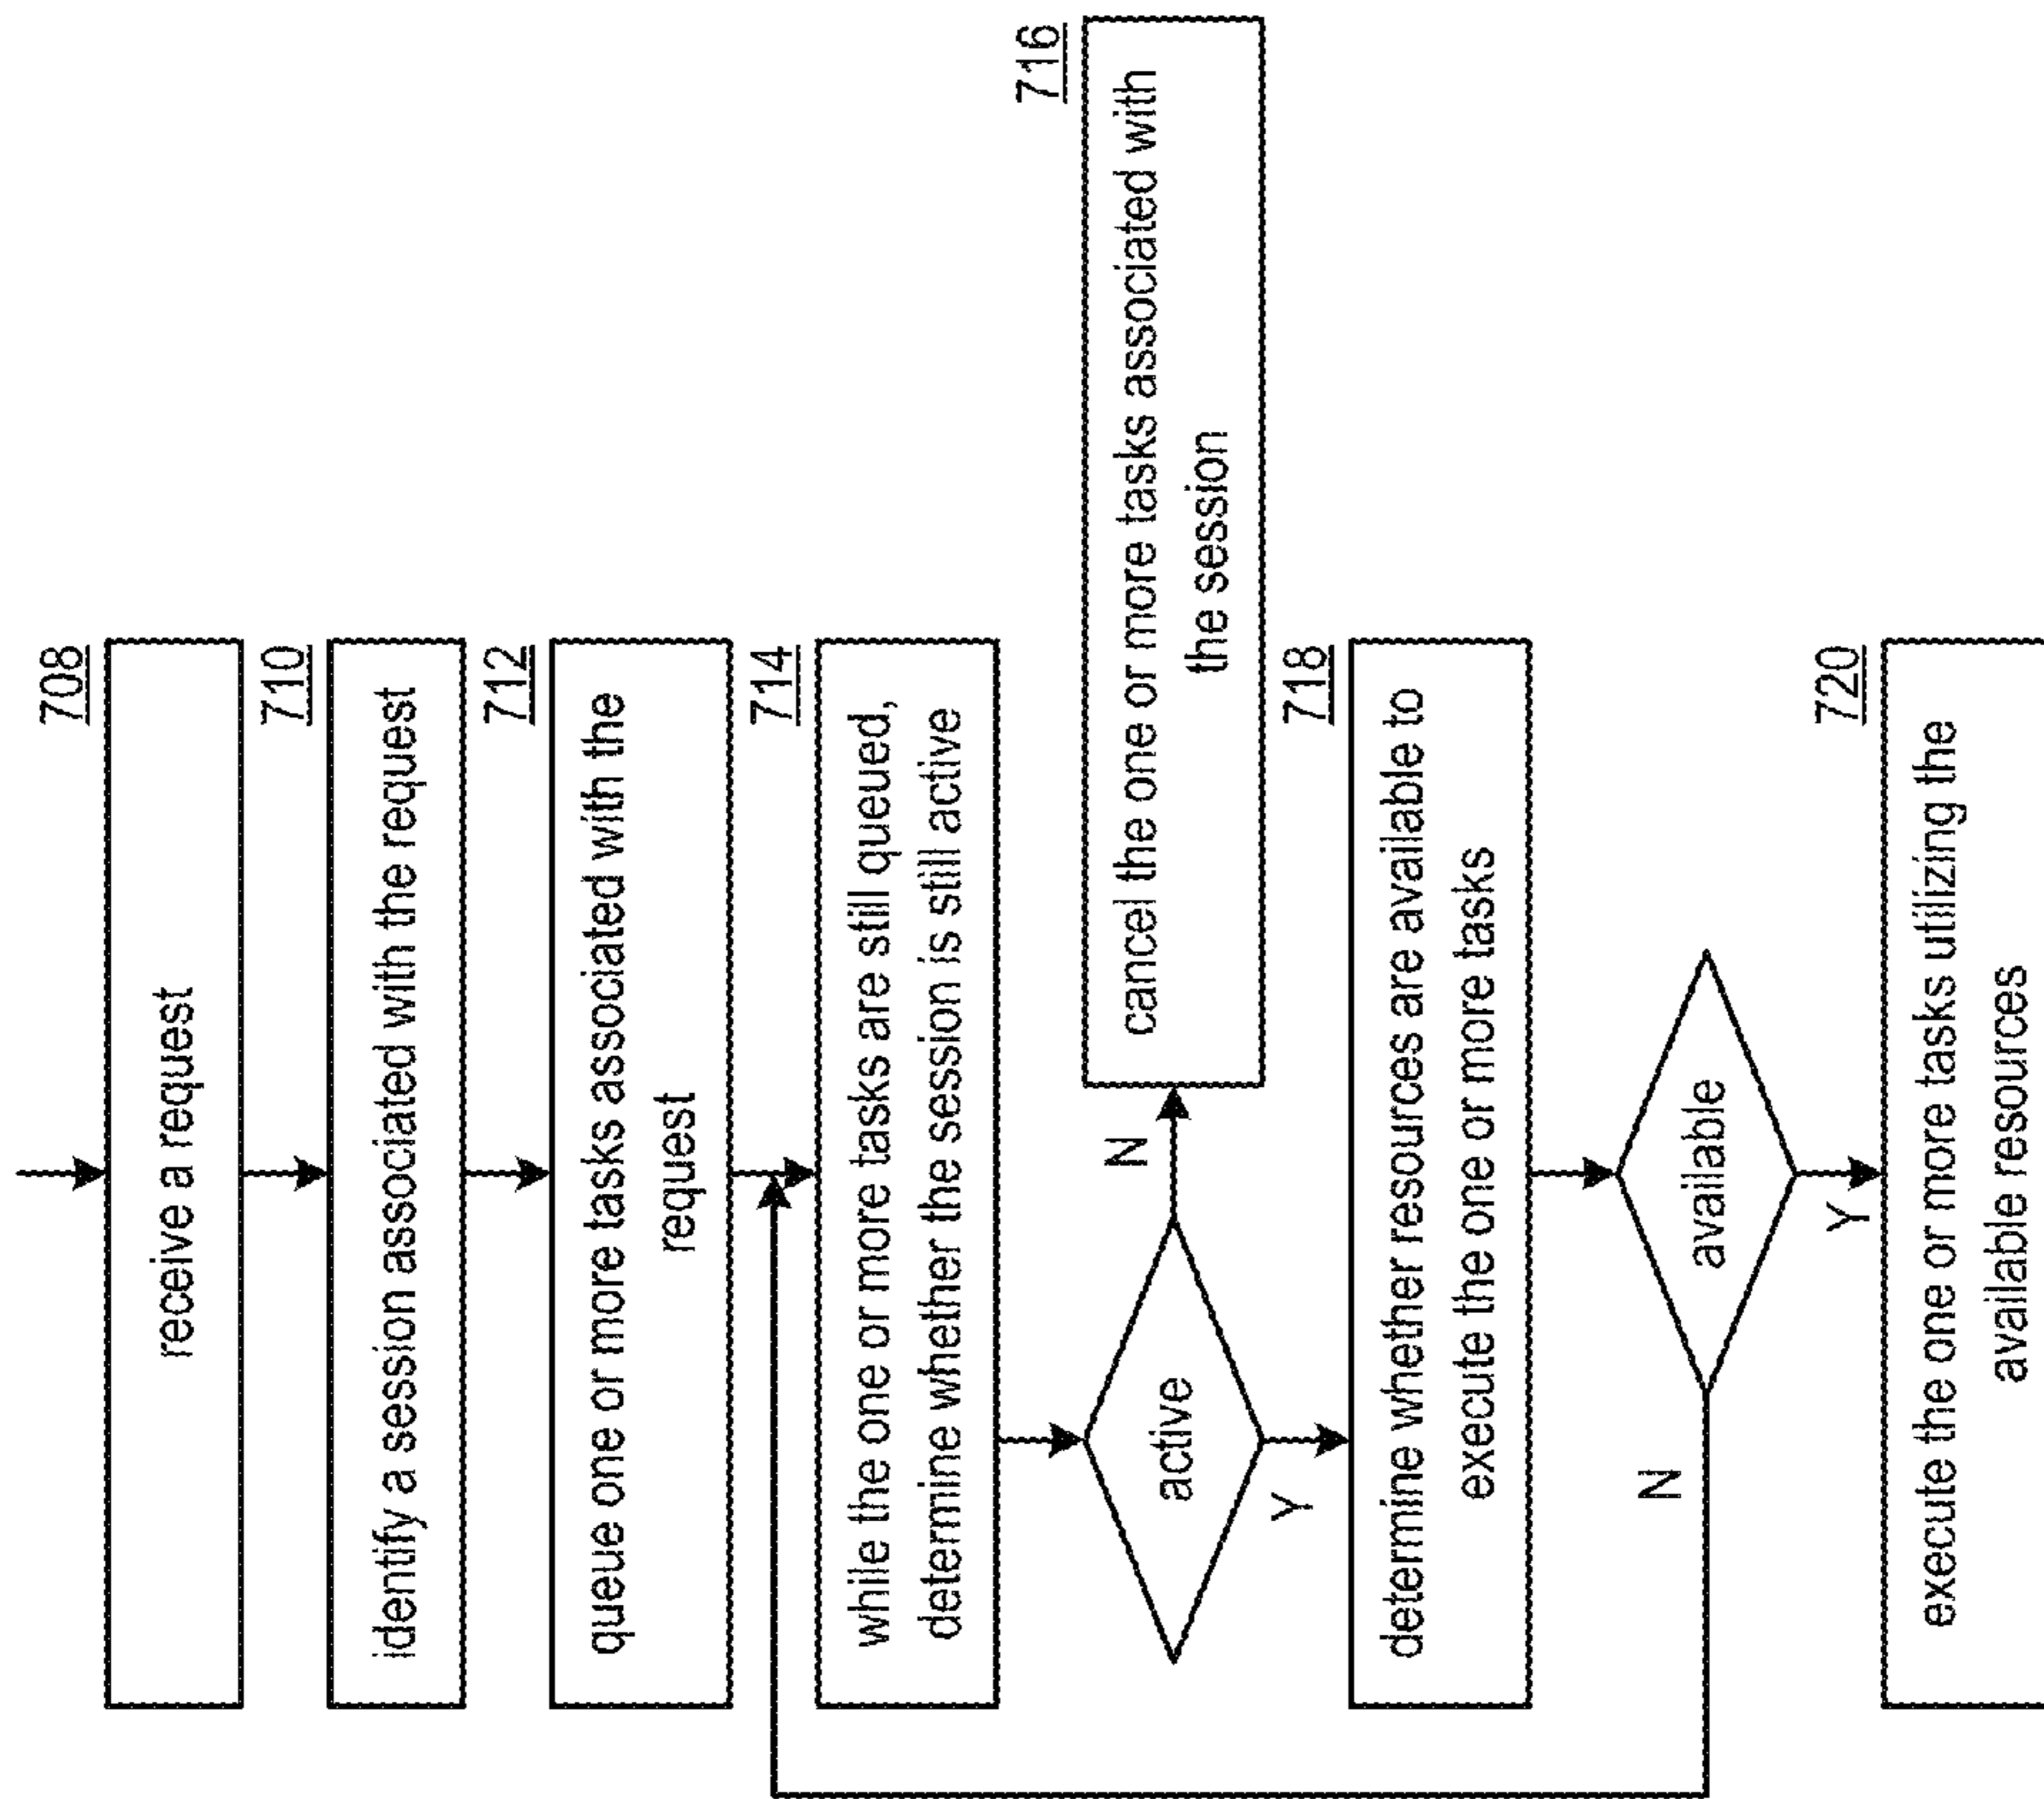 708
receive a request
710
identify a session associated with the request
712
queue one or more tasks associated with the
request
714
while the one or more tasks are still queued,
determine whether the session is still active
active
N
716
cancel the one or more tasks associated with
the session
Y
718
determine whether resources are available to
execute the one or more tasks
available
N
Y
720
execute the one or more tasks utilizing the
available resources